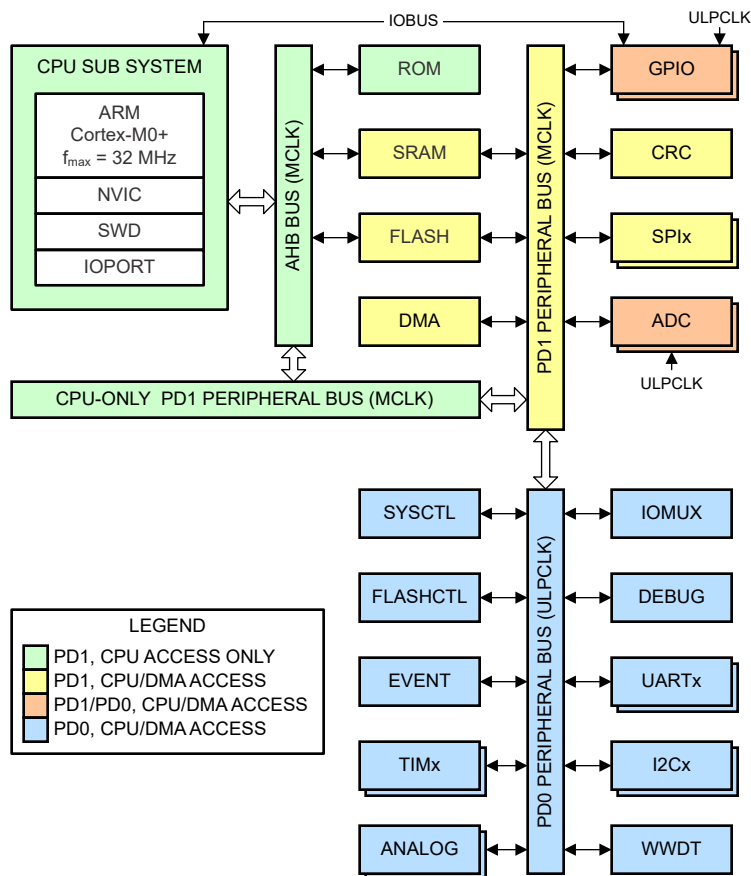 IOBUS
ULPCLK
CPU SUB SYSTEM
ARM
Cortex-M0+
fmax = 32 MHz
NVIC
SWD
IOPORT
AHB BUS (MCLK)
ROM
SRAM
FLASH
DMA
PD1 PERIPHERAL BUS (MCLK)
GPIO
CRC
SPIx
ADC
ULPCLK
CPU-ONLY PD1 PERIPHERAL BUS (MCLK)
SYSCTL
FLASHCTL
EVENT
TIMx
ANALOG
PD0 PERIPHERAL BUS (ULPCLK)
IOMUX
DEBUG
UARTx
I2Cx
WWDT
LEGEND
PD1, CPU ACCESS ONLY
PD1, CPU/DMA ACCESS
PD1/PD0, CPU/DMA ACCESS
PD0, CPU/DMA ACCESS